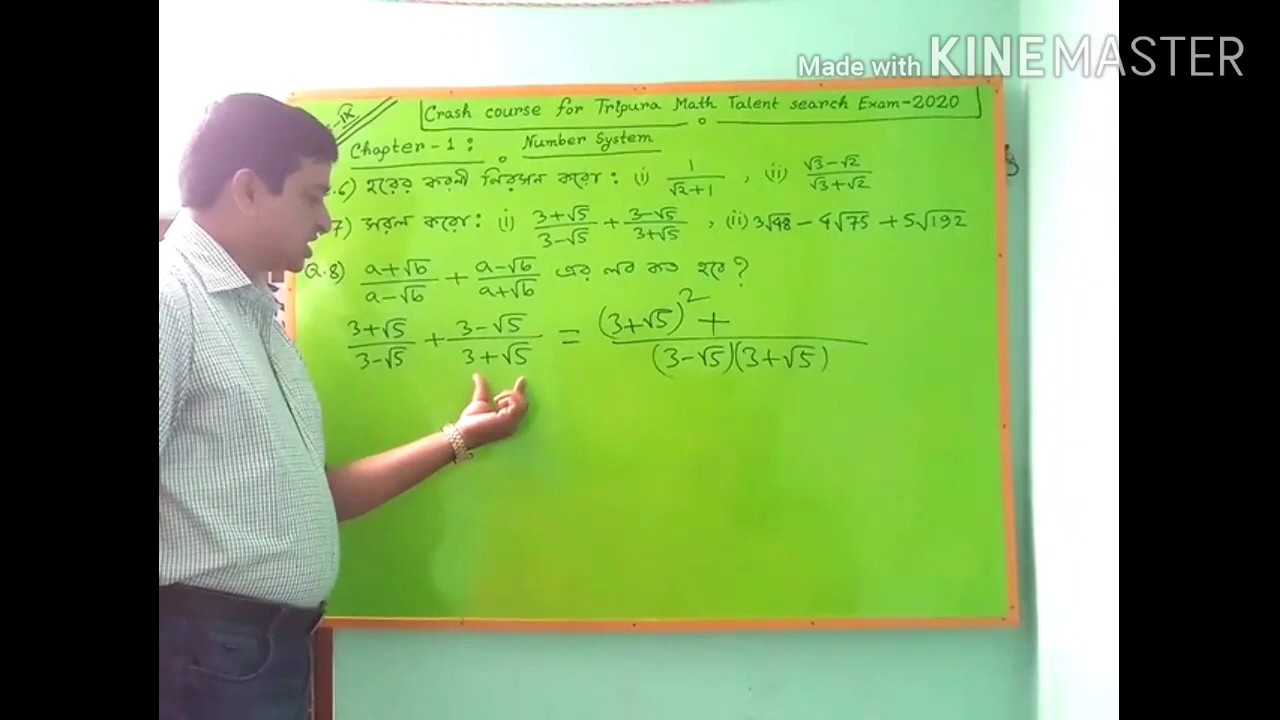 Made with KINEMASTER
IX
Crash course for Tripura Math Talent search Exam-2020
Chapter - 1 : Number System
.6) হরের করণী নিরসন করো : (i) 1/(√2+1) , (ii) (√3-√2)/(√3+√2)
7) সরল করো : (i) (3+√5)/(3-√5) + (3-√5)/(3+√5) , (ii) 3√48 - 4√75 + 5√192
Q.8) (a+√b)/(a-√b) + (a-√b)/(a+√b) এর লব কত হবে?
(3+√5)/(3-√5) + (3-√5)/(3+√5) = (3+√5)² + / (3-√5)(3+√5)